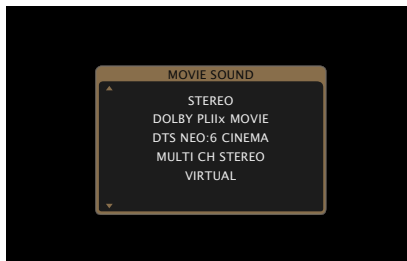 MOVIE SOUND
STEREO
DOLBY PLIIx MOVIE
DTS NEO:6 CINEMA
MULTI CH STEREO
VIRTUAL